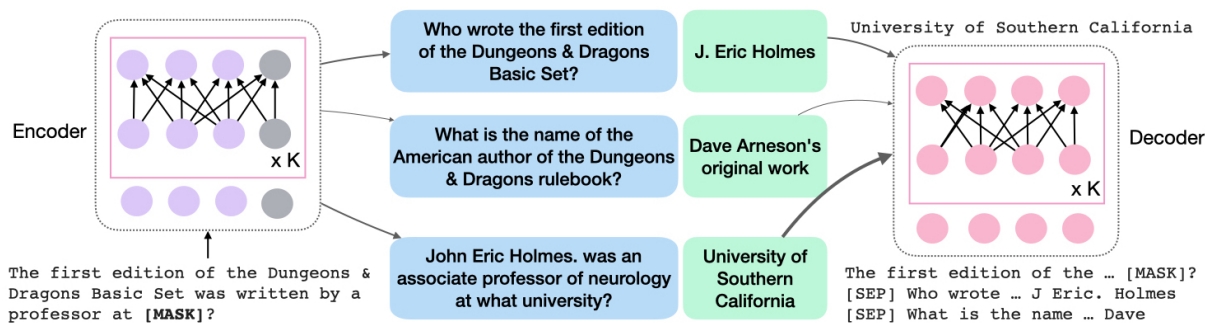 Encoder
x K
The first edition of the Dungeons &
Dragons Basic Set was written by a
professor at [MASK]?
Who wrote the first edition
of the Dungeons & Dragons
Basic Set?
J. Eric Holmes
What is the name of the
American author of the Dungeons
& Dragons rulebook?
Dave Arneson's
original work
John Eric Holmes. was an
associate professor of neurology
at what university?
University of
Southern
California
University of Southern California
Decoder
x K
The first edition of the … [MASK]?
[SEP] Who wrote … J Eric. Holmes
[SEP] What is the name … Dave